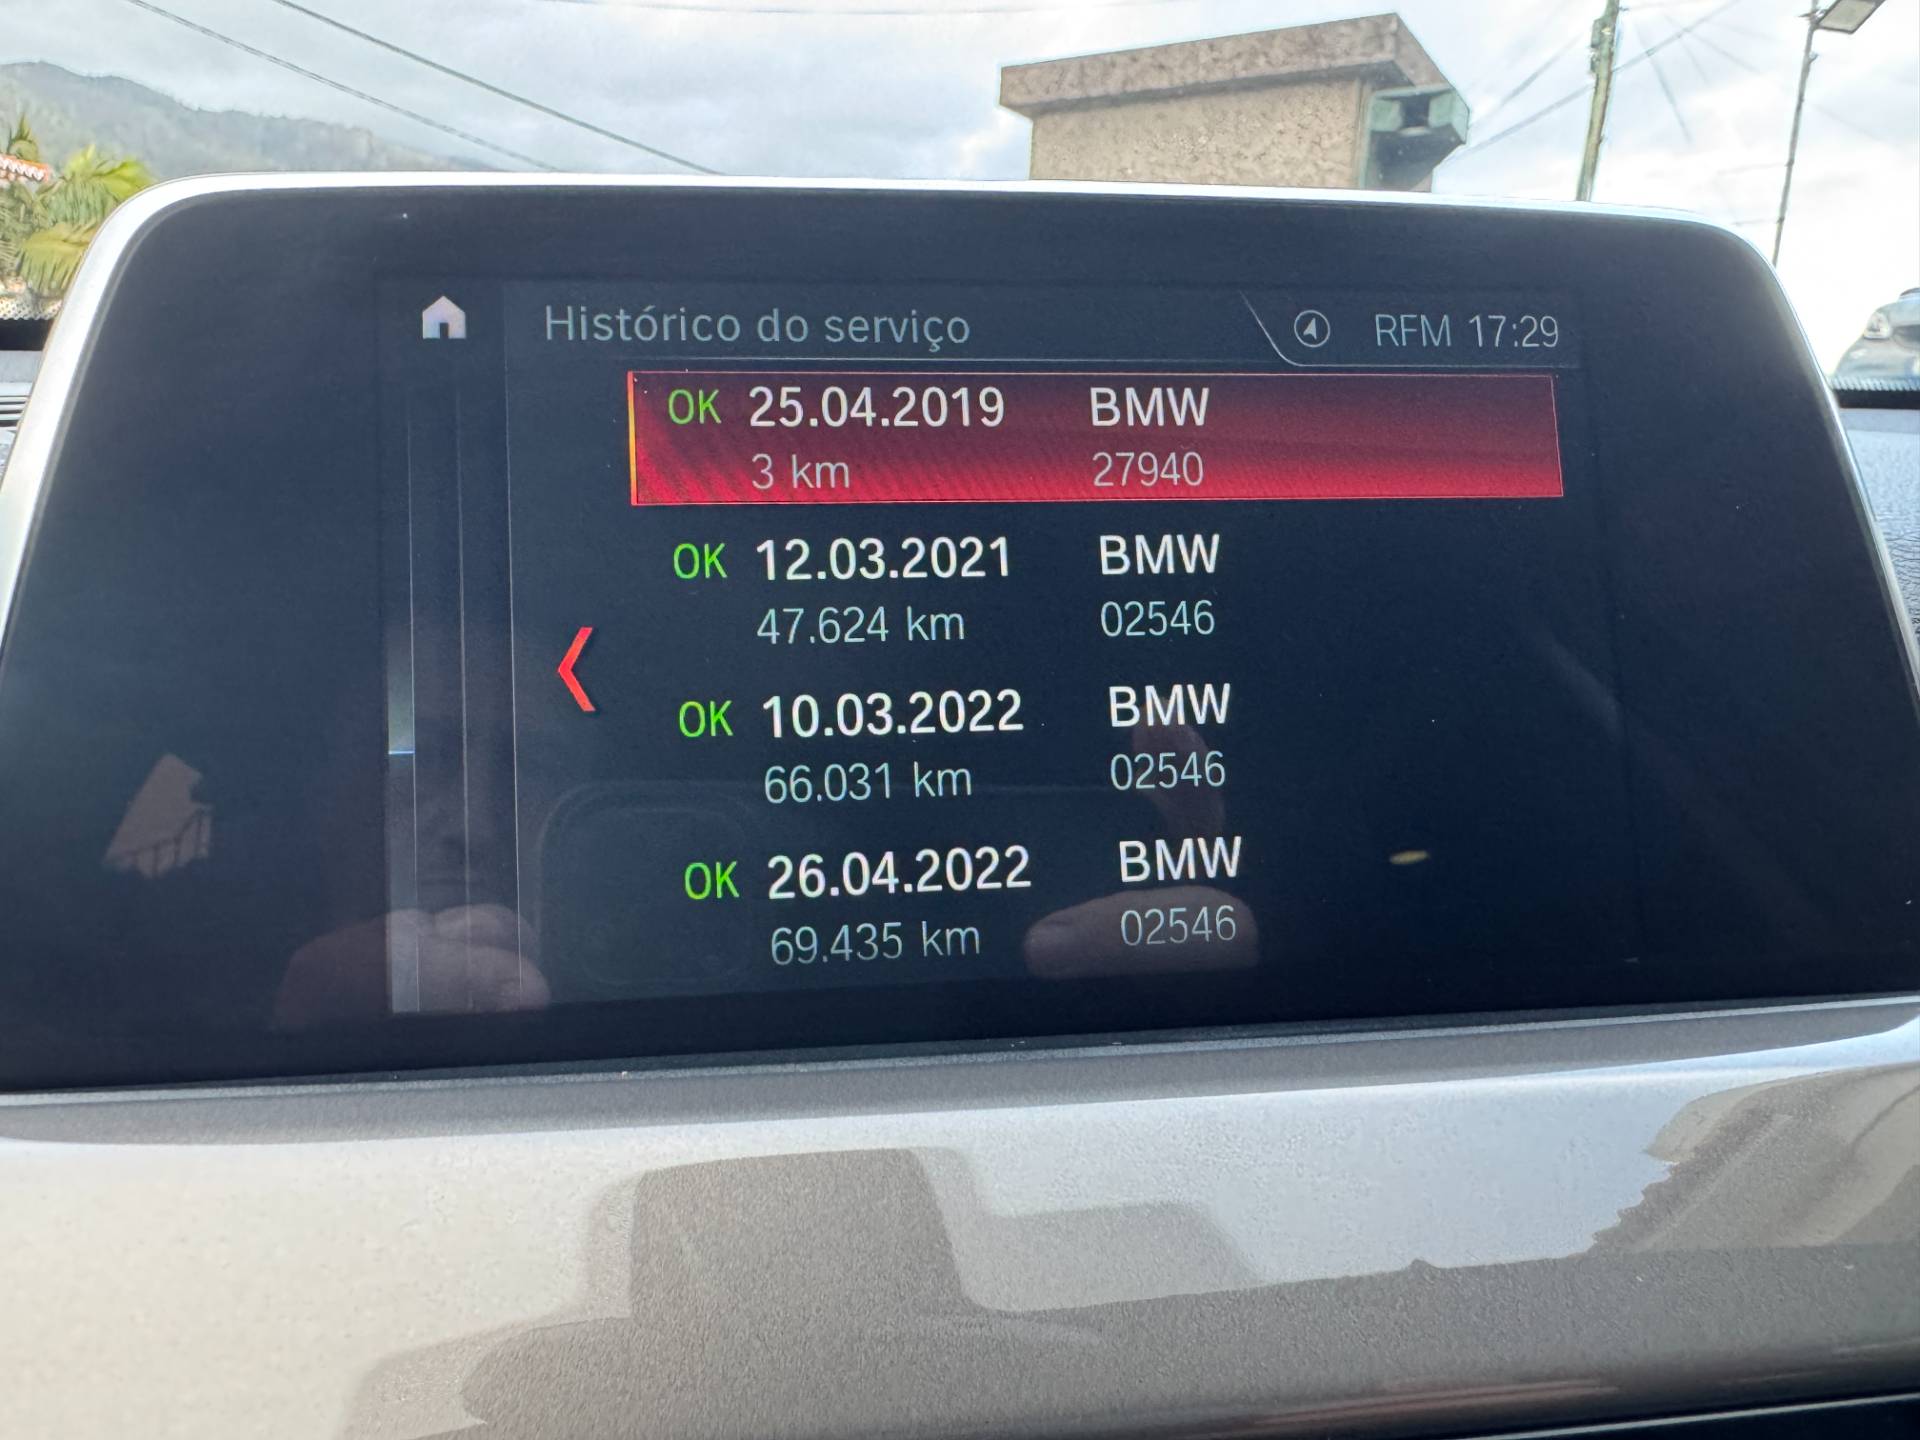 Histórico do serviço RFM 17:29
OK 25.04.2019 BMW
3 km 27940
OK 12.03.2021 BMW
47.624 km 02546
OK 10.03.2022 BMW
66.031 km 02546
OK 26.04.2022 BMW
69.435 km 02546